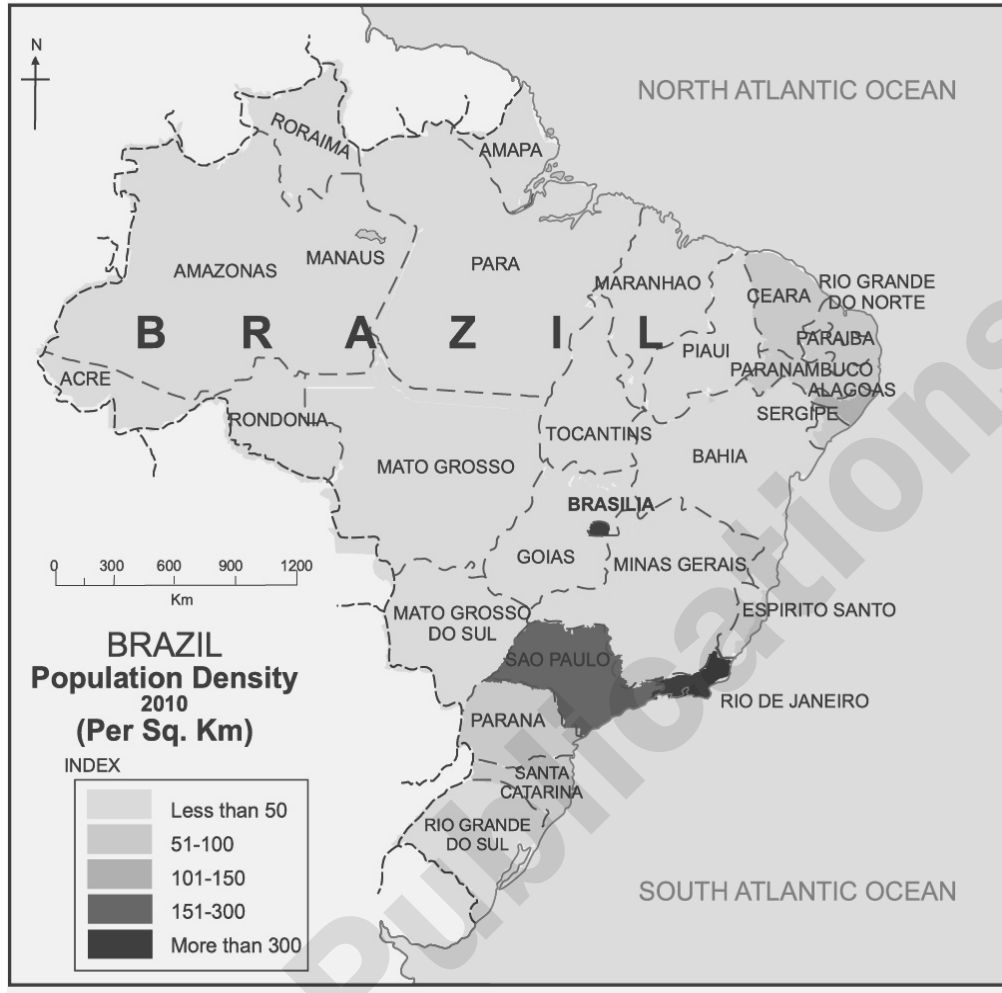 N
NORTH ATLANTIC OCEAN
RORAIMA
AMAPA
AMAZONAS
MANAUS
PARA
MARANHAO
CEARA
RIO GRANDE
DO NORTE
BRAZIL
PIAUI
PARAIBA
PARANAMBUCO
ALAGOAS
ACRE
RONDONIA
SERGIPE
TOCANTINS
BAHIA
MATO GROSSO
BRASILIA
GOIAS
MINAS GERAIS
0 300 600 900 1200
Km
MATO GROSSO
DO SUL
ESPIRITO SANTO
SAO PAULO
RIO DE JANEIRO
PARANA
SANTA
CATARINA
RIO GRANDE
DO SUL
BRAZIL
Population Density
2010
(Per Sq. Km)
INDEX
Less than 50
51-100
101-150
151-300
More than 300
SOUTH ATLANTIC OCEAN
Publications